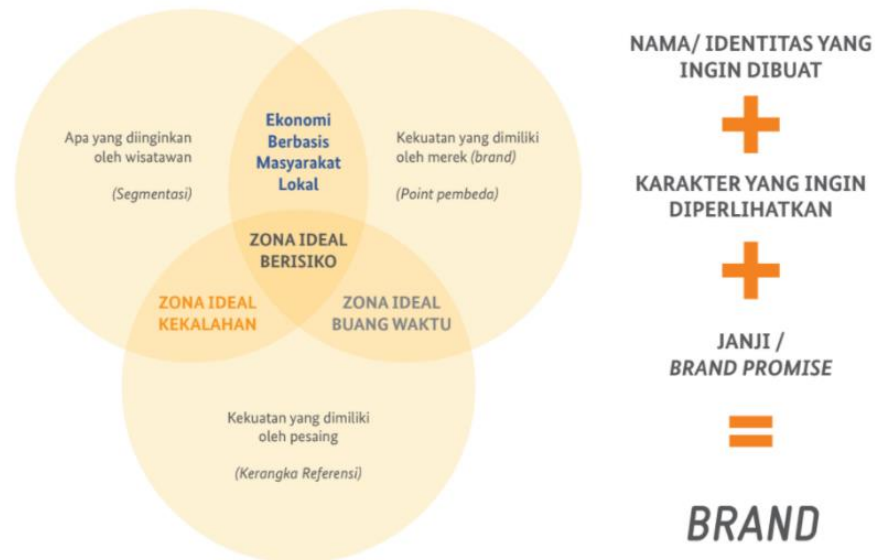 Apa yang diinginkan
oleh wisatawan
(Segmentasi)
Ekonomi
Berbasis
Masyarakat
Lokal
Kekuatan yang dimiliki
oleh merek (brand)
(Point pembeda)
ZONA IDEAL
BERISIKO
ZONA IDEAL
KEKALAHAN
ZONA IDEAL
BUANG WAKTU
Kekuatan yang dimiliki
oleh pesaing
(Kerangka Referensi)
NAMA/ IDENTITAS YANG
INGIN DIBUAT
+
KARAKTER YANG INGIN
DIPERLIHATKAN
+
JANJI /
BRAND PROMISE
=
BRAND